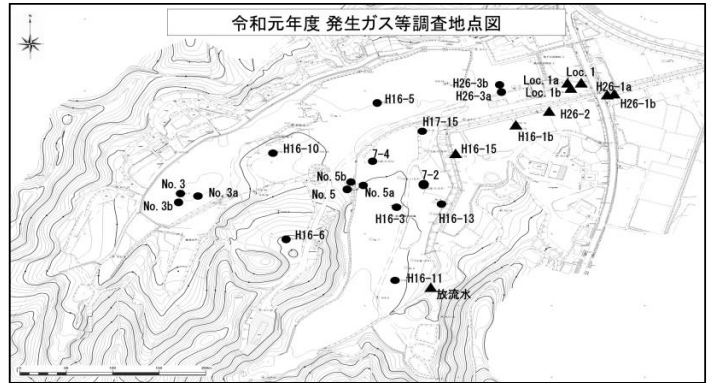 令和元年度 発生ガス等調査地点図
N
H26-3b
H26-3a
Loc.1a
Loc.1
Loc.1b
H26-1a
H26-1b
H16-5
H26-2
H17-15
H16-1b
H16-10
7-4
H16-15
No.3
No.3a
No.3b
No.5b
No.5
No.5a
7-2
H16-3
H16-13
H16-6
H16-11
放流水